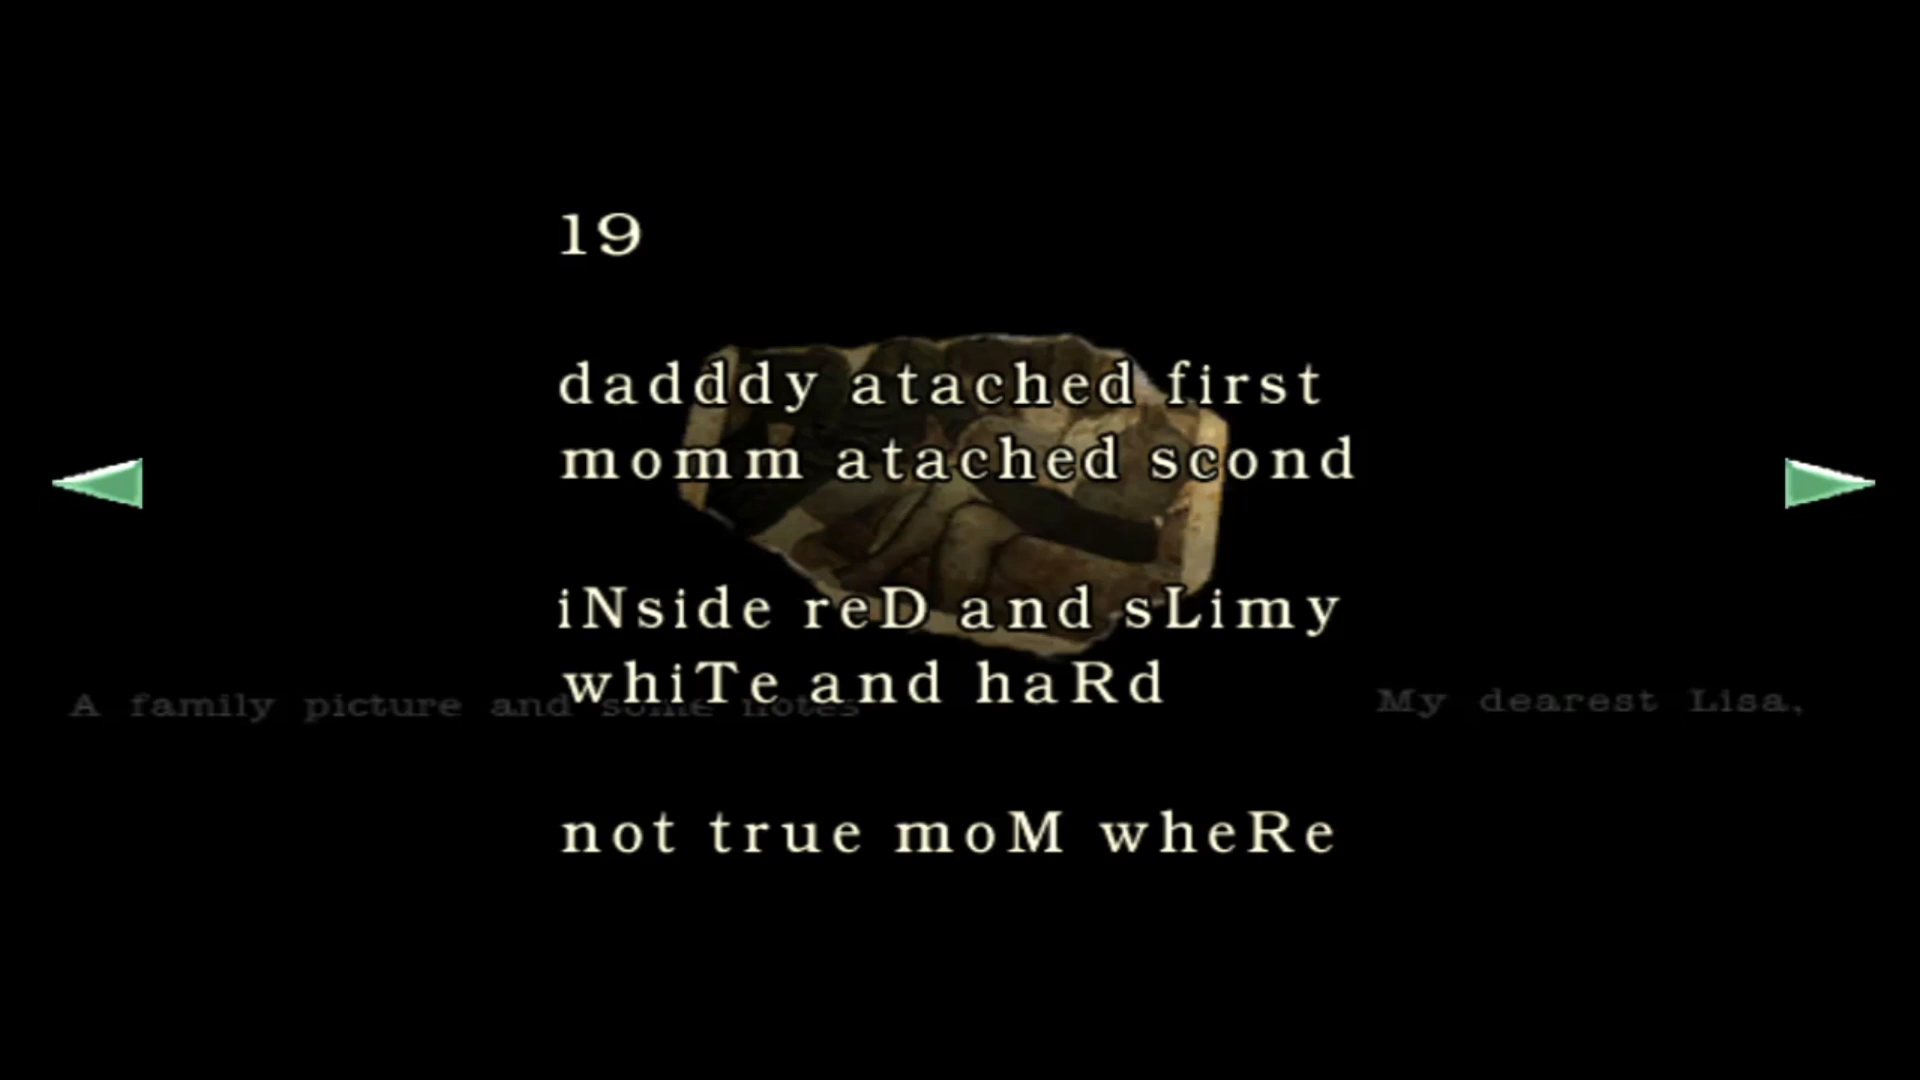 19
dadddy atached first
momm atached scond
iNside reD and sLimy
whiTe and haRd
A family picture and some notes
My dearest Lisa,
not true moM wheRe